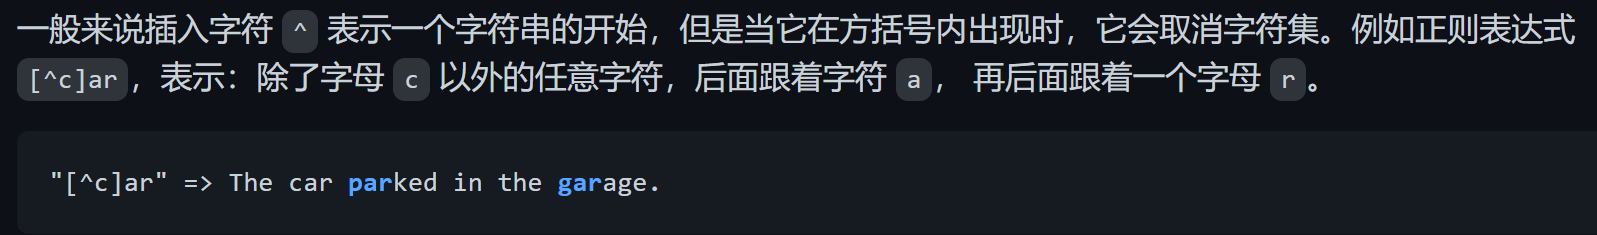 一般来说插入字符 ^ 表示一个字符串的开始，但是当它在方括号内出现时，它会取消字符集。例如正则表达式
[^c]ar，表示：除了字母 c 以外的任意字符，后面跟着字符 a， 再后面跟着一个字母 r。
"[^c]ar" => The car parked in the garage.